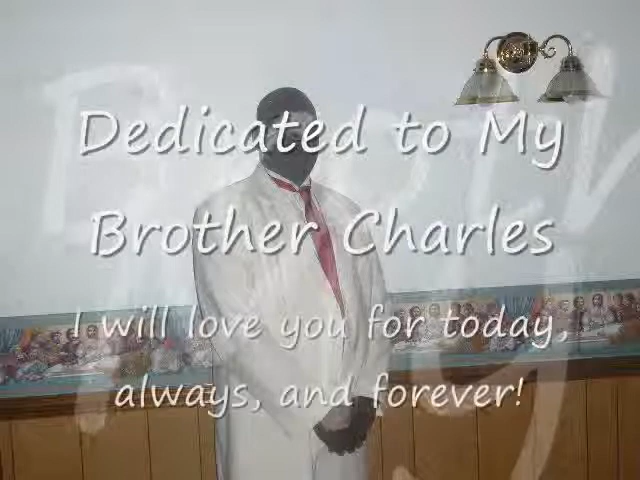 Dedicated to My
Brother Charles
I will love you for today,
always, and forever!